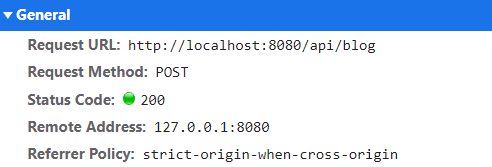 General
Request URL: http://localhost:8080/api/blog
Request Method: POST
Status Code: 200
Remote Address: 127.0.0.1:8080
Referrer Policy: strict-origin-when-cross-origin